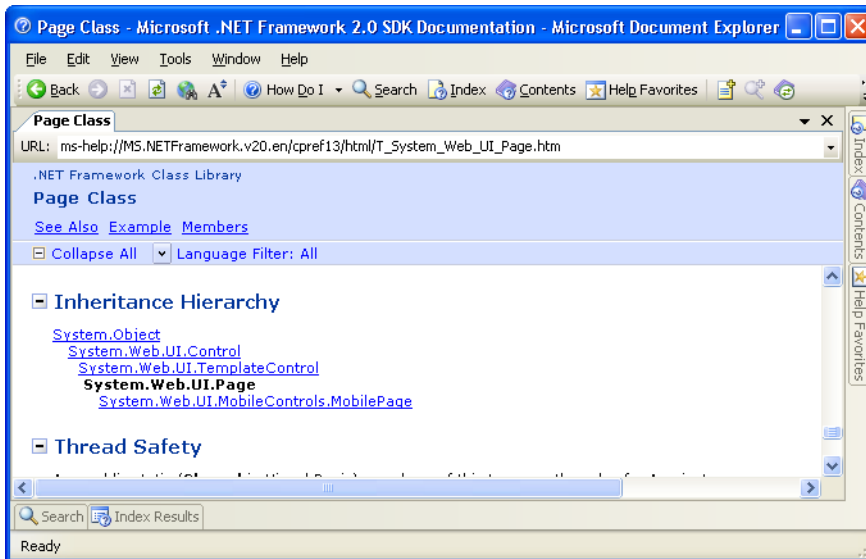 Page Class - Microsoft .NET Framework 2.0 SDK Documentation - Microsoft Document Explorer
File Edit View Tools Window Help
Back How Do I Search Index Contents Help Favorites
Page Class
URL: ms-help://MS.NETFramework.v20.en/cpref13/html/T_System_Web_UI_Page.htm
.NET Framework Class Library
Page Class
See Also Example Members
Collapse All Language Filter: All
Inheritance Hierarchy
System.Object
System.Web.UI.Control
System.Web.UI.TemplateControl
System.Web.UI.Page
System.Web.UI.MobileControls.MobilePage
Thread Safety
Search Index Results
Ready
Index
Contents
Help Favorites